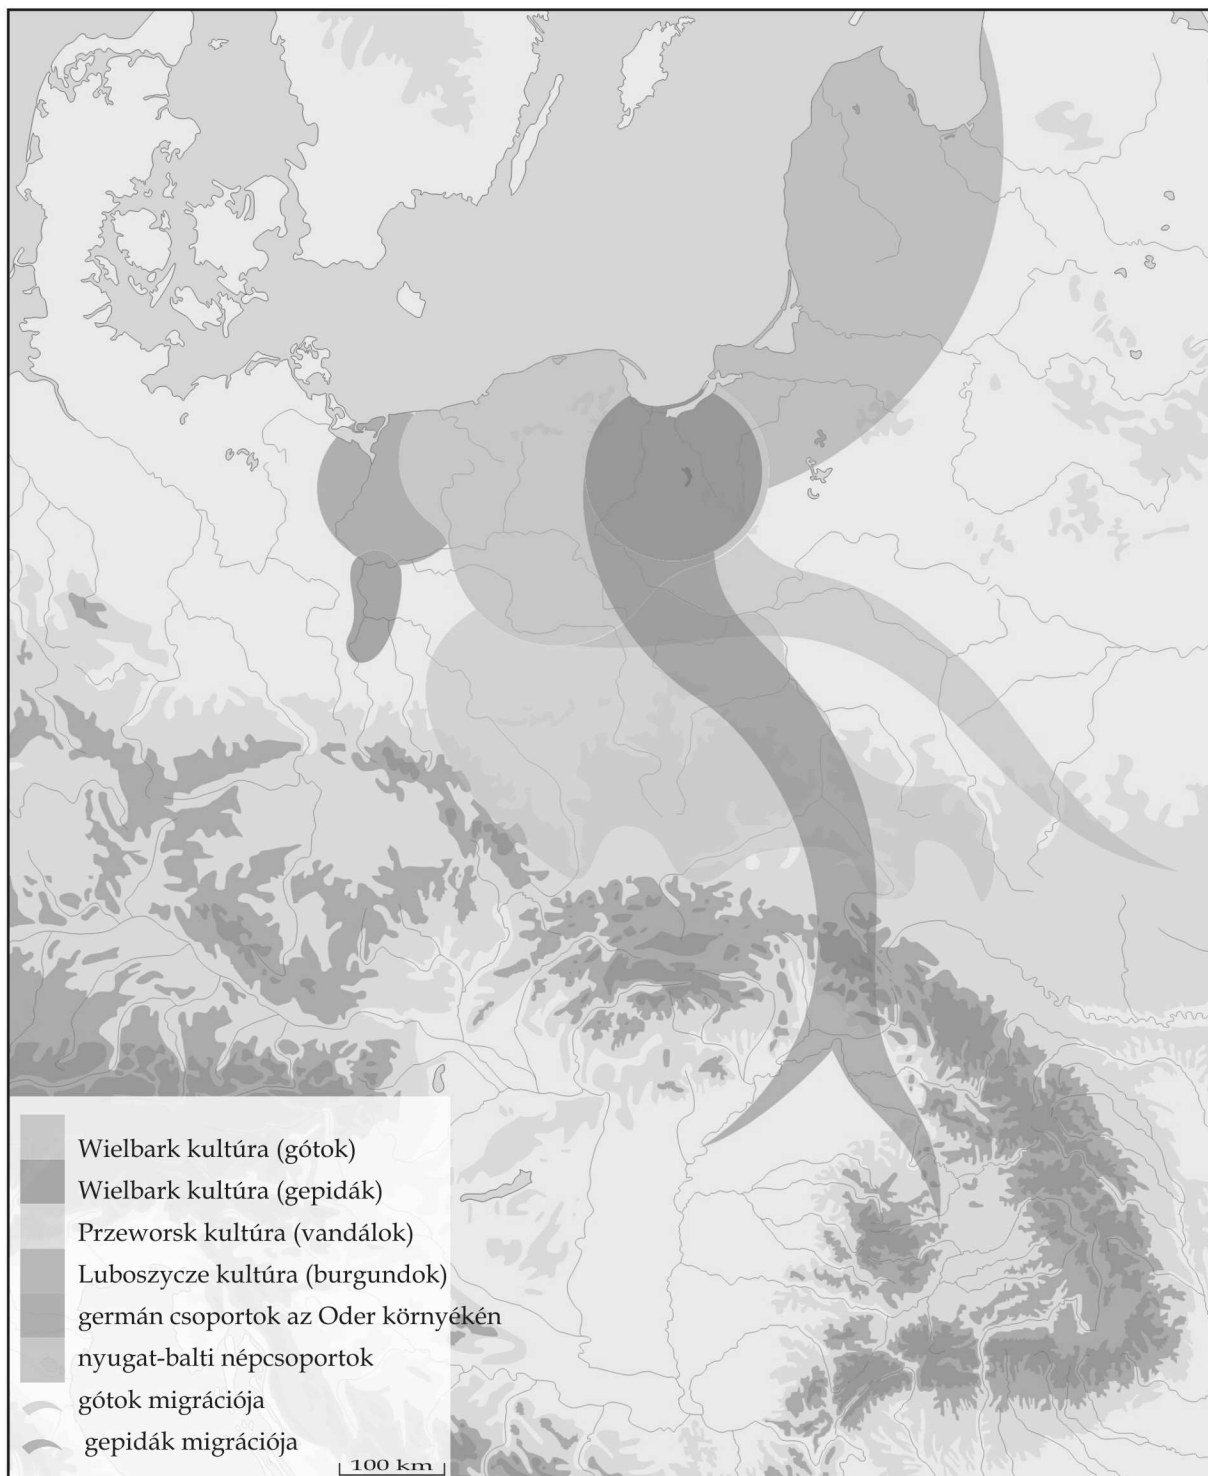 Wielbark kultúra (gótok)
Wielbark kultúra (gepidák)
Przeworsk kultúra (vandálok)
Luboszycze kultúra (burgundok)
germán csoportok az Oder környékén
nyugat-balti népcsoportok
gótok migrációja
gepidák migrációja
100 km